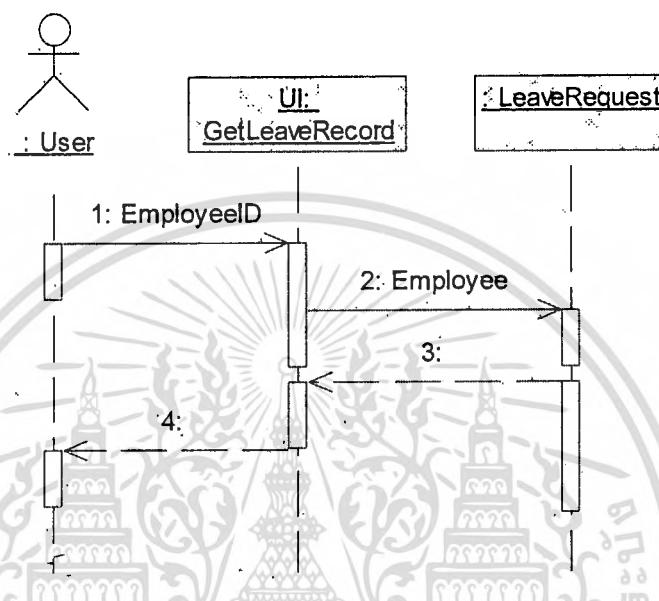 : User
UI:
GetLeaveRecord
: LeaveRequest
1: EmployeeID
2: Employee
3:
4: